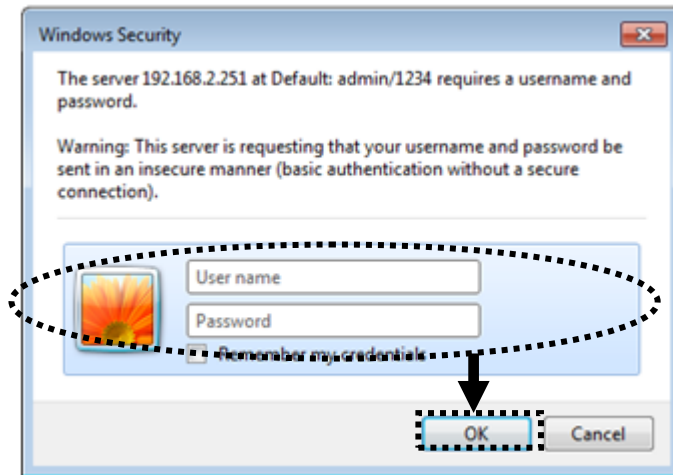 Windows Security
The server 192.168.2.251 at Default: admin/1234 requires a username and
password.
Warning: This server is requesting that your username and password be
sent in an insecure manner (basic authentication without a secure
connection).
User name
Password
Remember my credentials
OK
Cancel